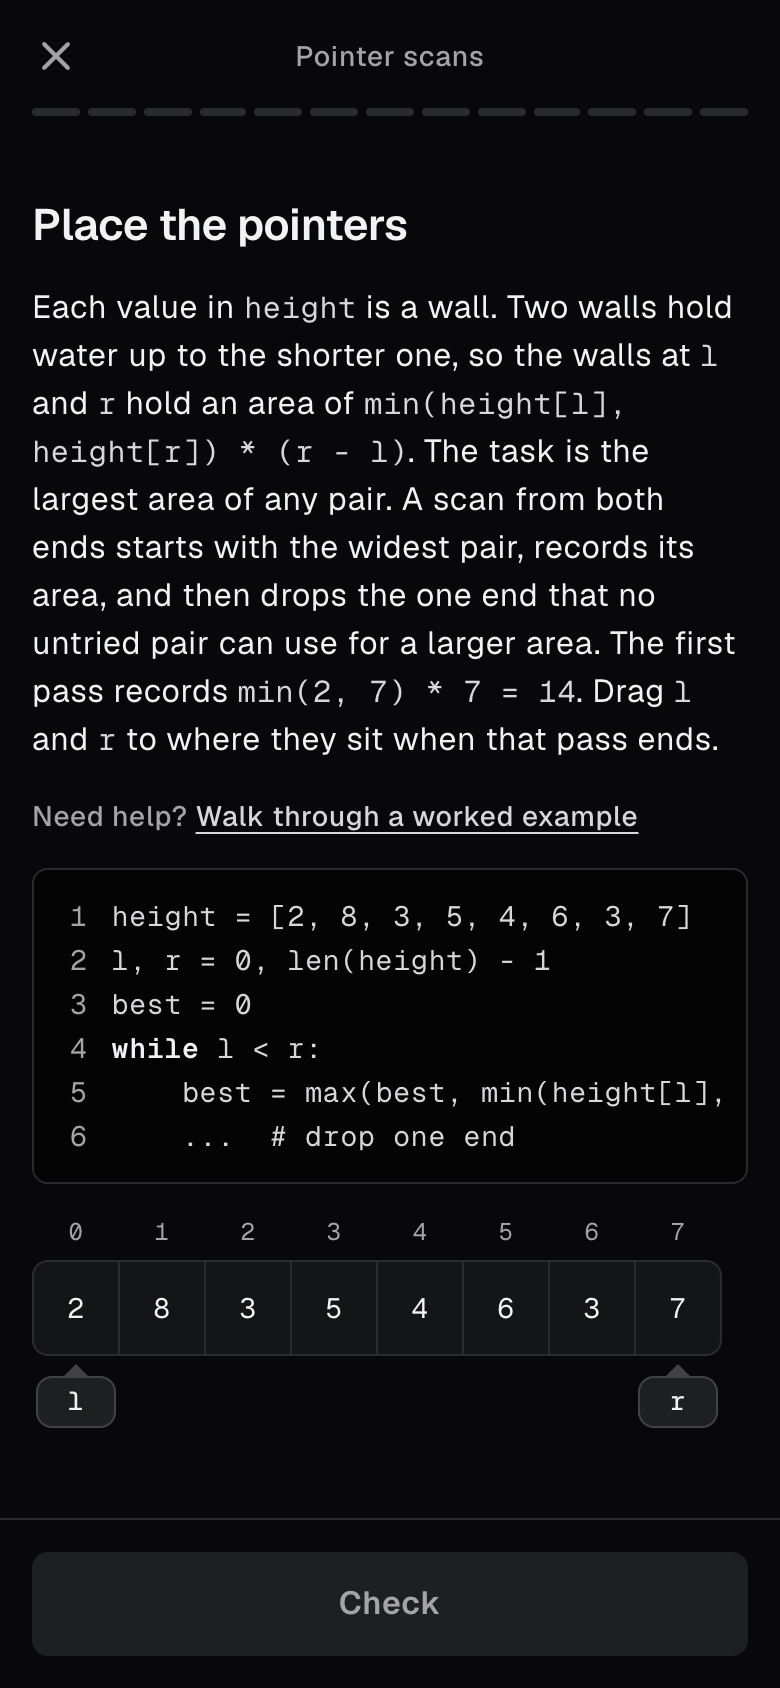 Pointer scans
Place the pointers
Each value in height is a wall. Two walls hold
water up to the shorter one, so the walls at l
and r hold an area of min(height[l],
height[r]) * (r - l). The task is the
largest area of any pair. A scan from both
ends starts with the widest pair, records its
area, and then drops the one end that no
untried pair can use for a larger area. The first
pass records min(2, 7) * 7 = 14. Drag l
and r to where they sit when that pass ends.
Need help? Walk through a worked example
1 height = [2, 8, 3, 5, 4, 6, 3, 7]
2 l, r = 0, len(height) - 1
3 best = 0
4 while l < r:
5     best = max(best, min(height[l],
6     ...  # drop one end
0 1 2 3 4 5 6 7
2 8 3 5 4 6 3 7
l r
Check